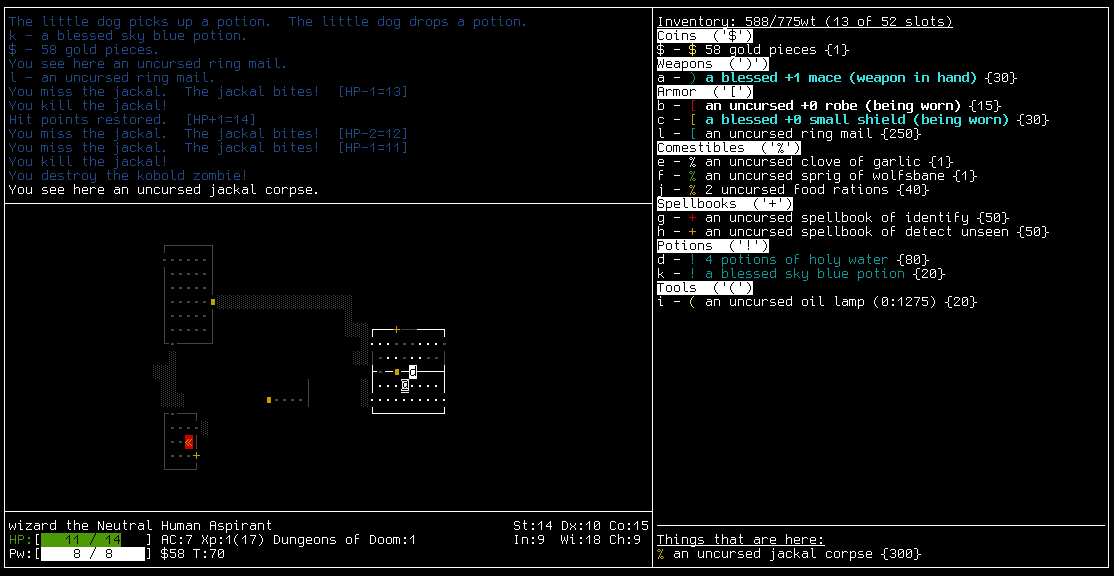 The little dog picks up a potion.  The little dog drops a potion.
k - a blessed sky blue potion.
$ - 58 gold pieces.
You see here an uncursed ring mail.
l - an uncursed ring mail.
You miss the jackal.  The jackal bites!  [HP-1=13]
You kill the jackal!
Hit points restored.  [HP+1=14]
You miss the jackal.  The jackal bites!  [HP-2=12]
You miss the jackal.  The jackal bites!  [HP-1=11]
You kill the jackal!
You destroy the kobold zombie!
You see here an uncursed jackal corpse.
wizard the Neutral Human Aspirant St:14 Dx:10 Co:15
HP:[ 11 / 14 ] AC:7 Xp:1(17) Dungeons of Doom:1 In:9 Wi:18 Ch:9
Pw:[ 8 / 8 ] $58 T:70
Inventory: 588/775wt (13 of 52 slots)
Coins  ('$')
$ - $ 58 gold pieces {1}
Weapons  (')')
a - ) a blessed +1 mace (weapon in hand) {30}
Armor  ('[')
b - [ an uncursed +0 robe (being worn) {15}
c - [ a blessed +0 small shield (being worn) {30}
l - [ an uncursed ring mail {250}
Comestibles  ('%')
e - % an uncursed clove of garlic {1}
f - % an uncursed sprig of wolfsbane {1}
j - % 2 uncursed food rations {40}
Spellbooks  ('+')
g - + an uncursed spellbook of identify {50}
h - + an uncursed spellbook of detect unseen {50}
Potions  ('!')
d - ! 4 potions of holy water {80}
k - ! a blessed sky blue potion {20}
Tools  ('(')
i - ( an uncursed oil lamp (0:1275) {20}
Things that are here:
% an uncursed jackal corpse {300}